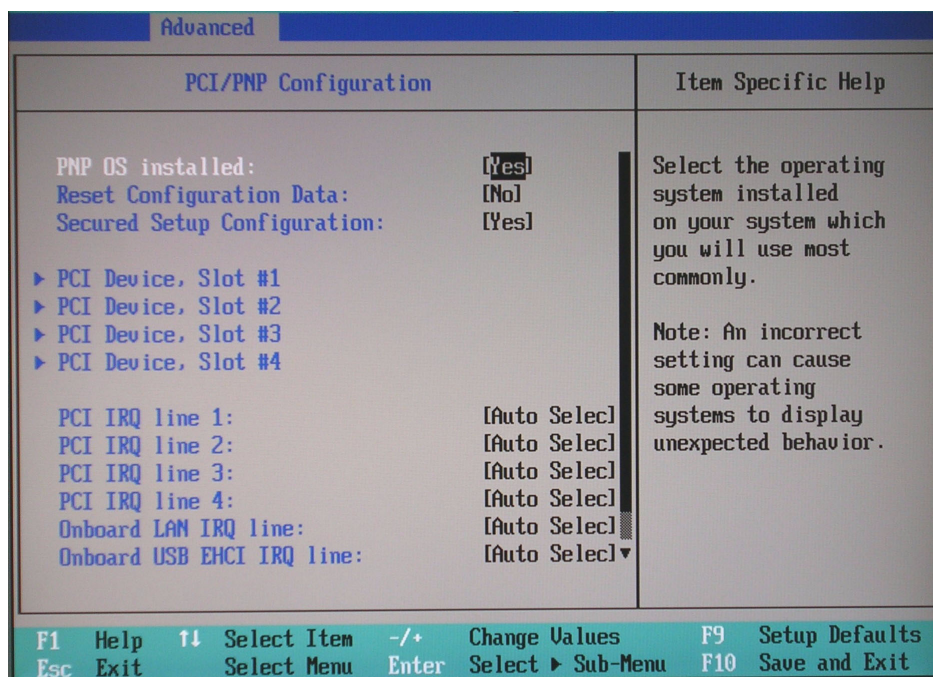 Advanced
PCI/PNP Configuration
Item Specific Help
PNP OS installed: [Yes]
Reset Configuration Data: [No]
Secured Setup Configuration: [Yes]
▶ PCI Device, Slot #1
▶ PCI Device, Slot #2
▶ PCI Device, Slot #3
▶ PCI Device, Slot #4
PCI IRQ line 1: [Auto Selec]
PCI IRQ line 2: [Auto Selec]
PCI IRQ line 3: [Auto Selec]
PCI IRQ line 4: [Auto Selec]
Onboard LAN IRQ line: [Auto Selec]
Onboard USB EHCI IRQ line: [Auto Selec]
Select the operating
system installed
on your system which
you will use most
commonly.
Note: An incorrect
setting can cause
some operating
systems to display
unexpected behavior.
F1 Help ↑↓ Select Item -/+ Change Values F9 Setup Defaults
Esc Exit Select Menu Enter Select ▶ Sub-Menu F10 Save and Exit